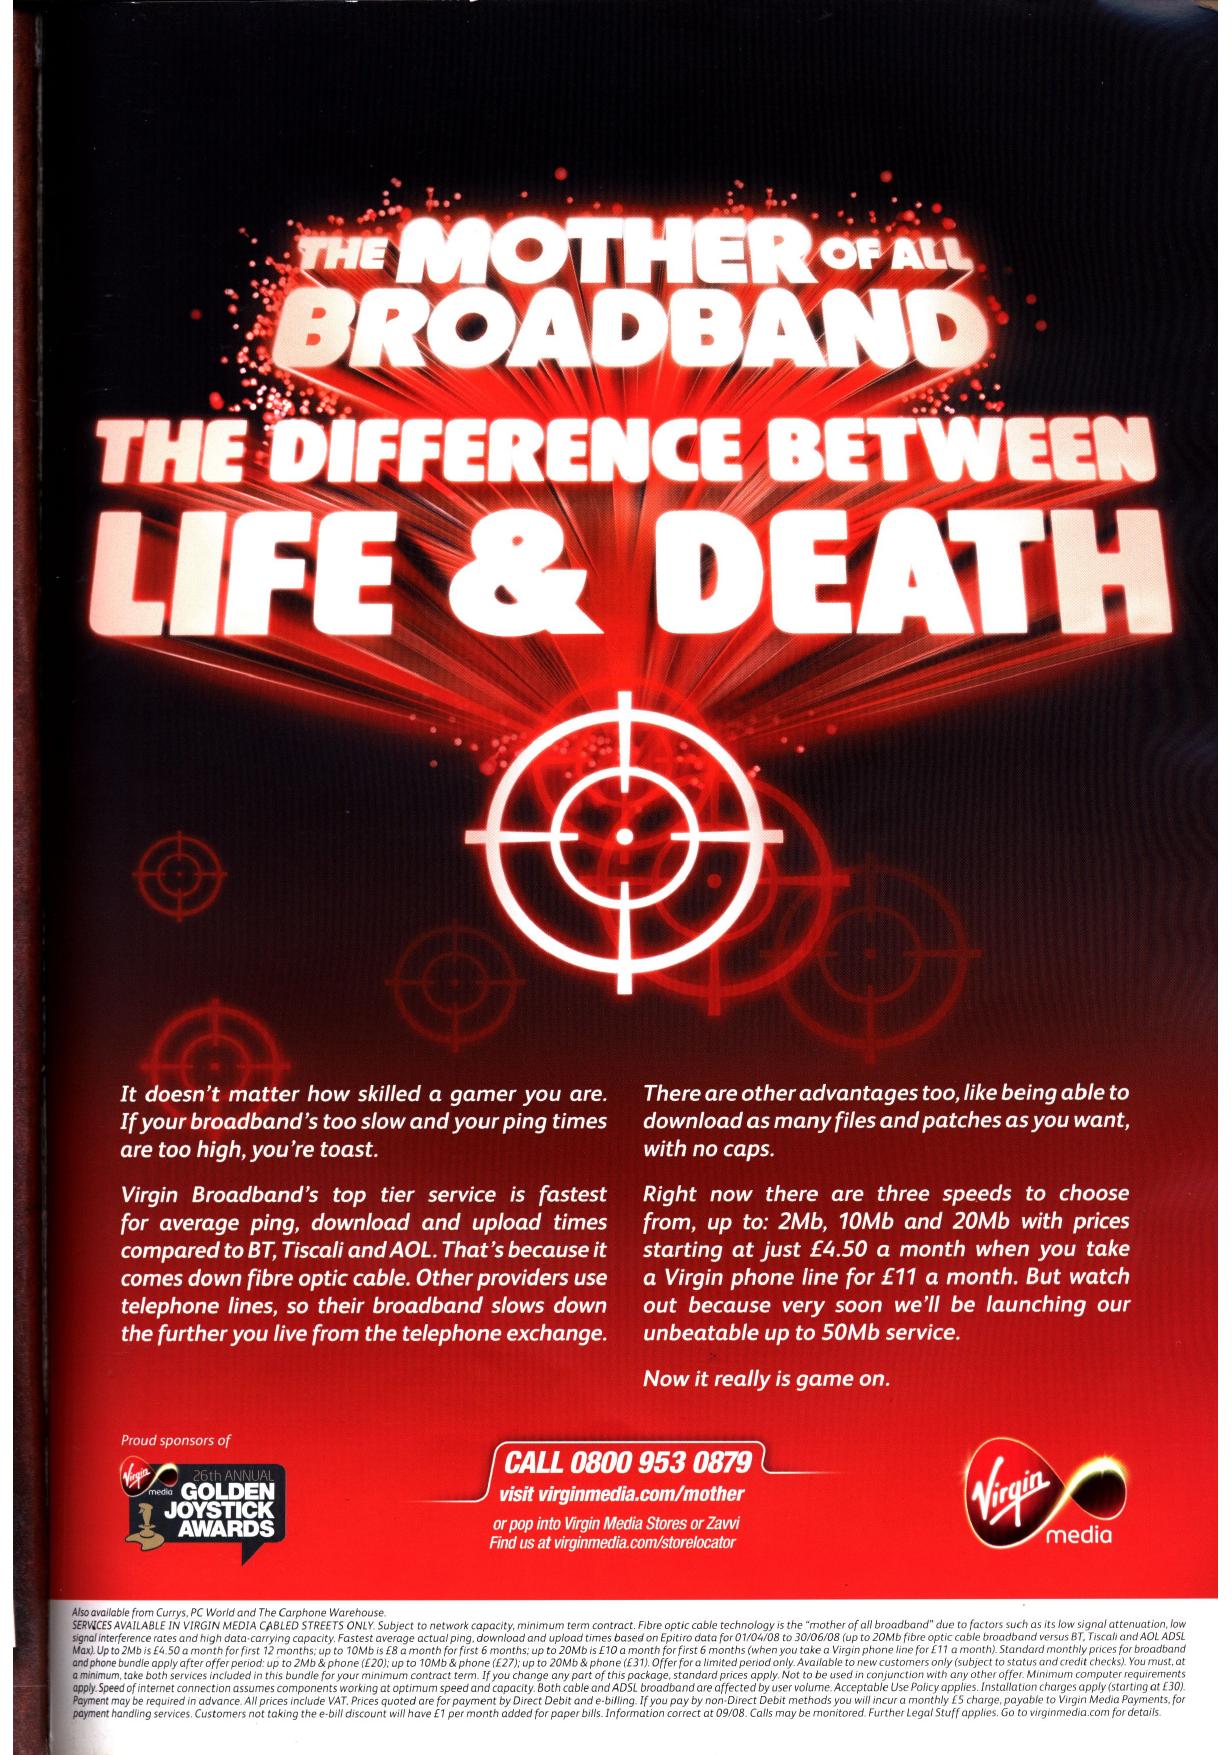 THE MOTHER OF ALL
BROADBAND
THE DIFFERENCE BETWEEN
LIFE & DEATH
It doesn't matter how skilled a gamer you are.
If your broadband's too slow and your ping times
are too high, you're toast.
Virgin Broadband's top tier service is fastest
for average ping, download and upload times
compared to BT, Tiscali and AOL. That's because it
comes down fibre optic cable. Other providers use
telephone lines, so their broadband slows down
the further you live from the telephone exchange.
There are other advantages too, like being able to
download as many files and patches as you want,
with no caps.
Right now there are three speeds to choose
from, up to: 2Mb, 10Mb and 20Mb with prices
starting at just £4.50 a month when you take
a Virgin phone line for £11 a month. But watch
out because very soon we'll be launching our
unbeatable up to 50Mb service.
Now it really is game on.
Proud sponsors of
Virgin
media
26th ANNUAL
GOLDEN
JOYSTICK
AWARDS
CALL 0800 953 0879
visit virginmedia.com/mother
or pop into Virgin Media Stores or Zavvi
Find us at virginmedia.com/storelocator
Virgin
media
Also available from Currys, PC World and The Carphone Warehouse.
SERVICES AVAILABLE IN VIRGIN MEDIA CABLED STREETS ONLY. Subject to network capacity, minimum term contract. Fibre optic cable technology is the "mother of all broadband" due to factors such as its low signal attenuation, low
signal interference rates and high data-carrying capacity. Fastest average actual ping, download and upload times based on Epitiro data for 01/04/08 to 30/06/08 (up to 20Mb fibre optic cable broadband versus BT, Tiscali and AOL ADSL
Max). Up to 2Mb is £4.50 a month for first 12 months; up to 10Mb is £8 a month for first 6 months; up to 20Mb is £10 a month for first 6 months (when you take a Virgin phone line for £11 a month). Standard monthly prices for broadband
and phone bundle apply after offer period: up to 2Mb & phone (£20); up to 10Mb & phone (£27); up to 20Mb & phone (£31). Offer for a limited period only. Available to new customers only (subject to status and credit checks). You must, at
a minimum, take both services included in this bundle for your minimum contract term. If you change any part of this package, standard prices apply. Not to be used in conjunction with any other offer. Minimum computer requirements
apply. Speed of internet connection assumes components working at optimum speed and capacity. Both cable and ADSL broadband are affected by user volume. Acceptable Use Policy applies. Installation charges apply (starting at £30).
Payment may be required in advance. All prices include VAT. Prices quoted are for payment by Direct Debit and e-billing. If you pay by non-Direct Debit methods you will incur a monthly £5 charge, payable to Virgin Media Payments, for
payment handling services. Customers not taking the e-bill discount will have £1 per month added for paper bills. Information correct at 09/08. Calls may be monitored. Further Legal Stuff applies. Go to virginmedia.com for details.